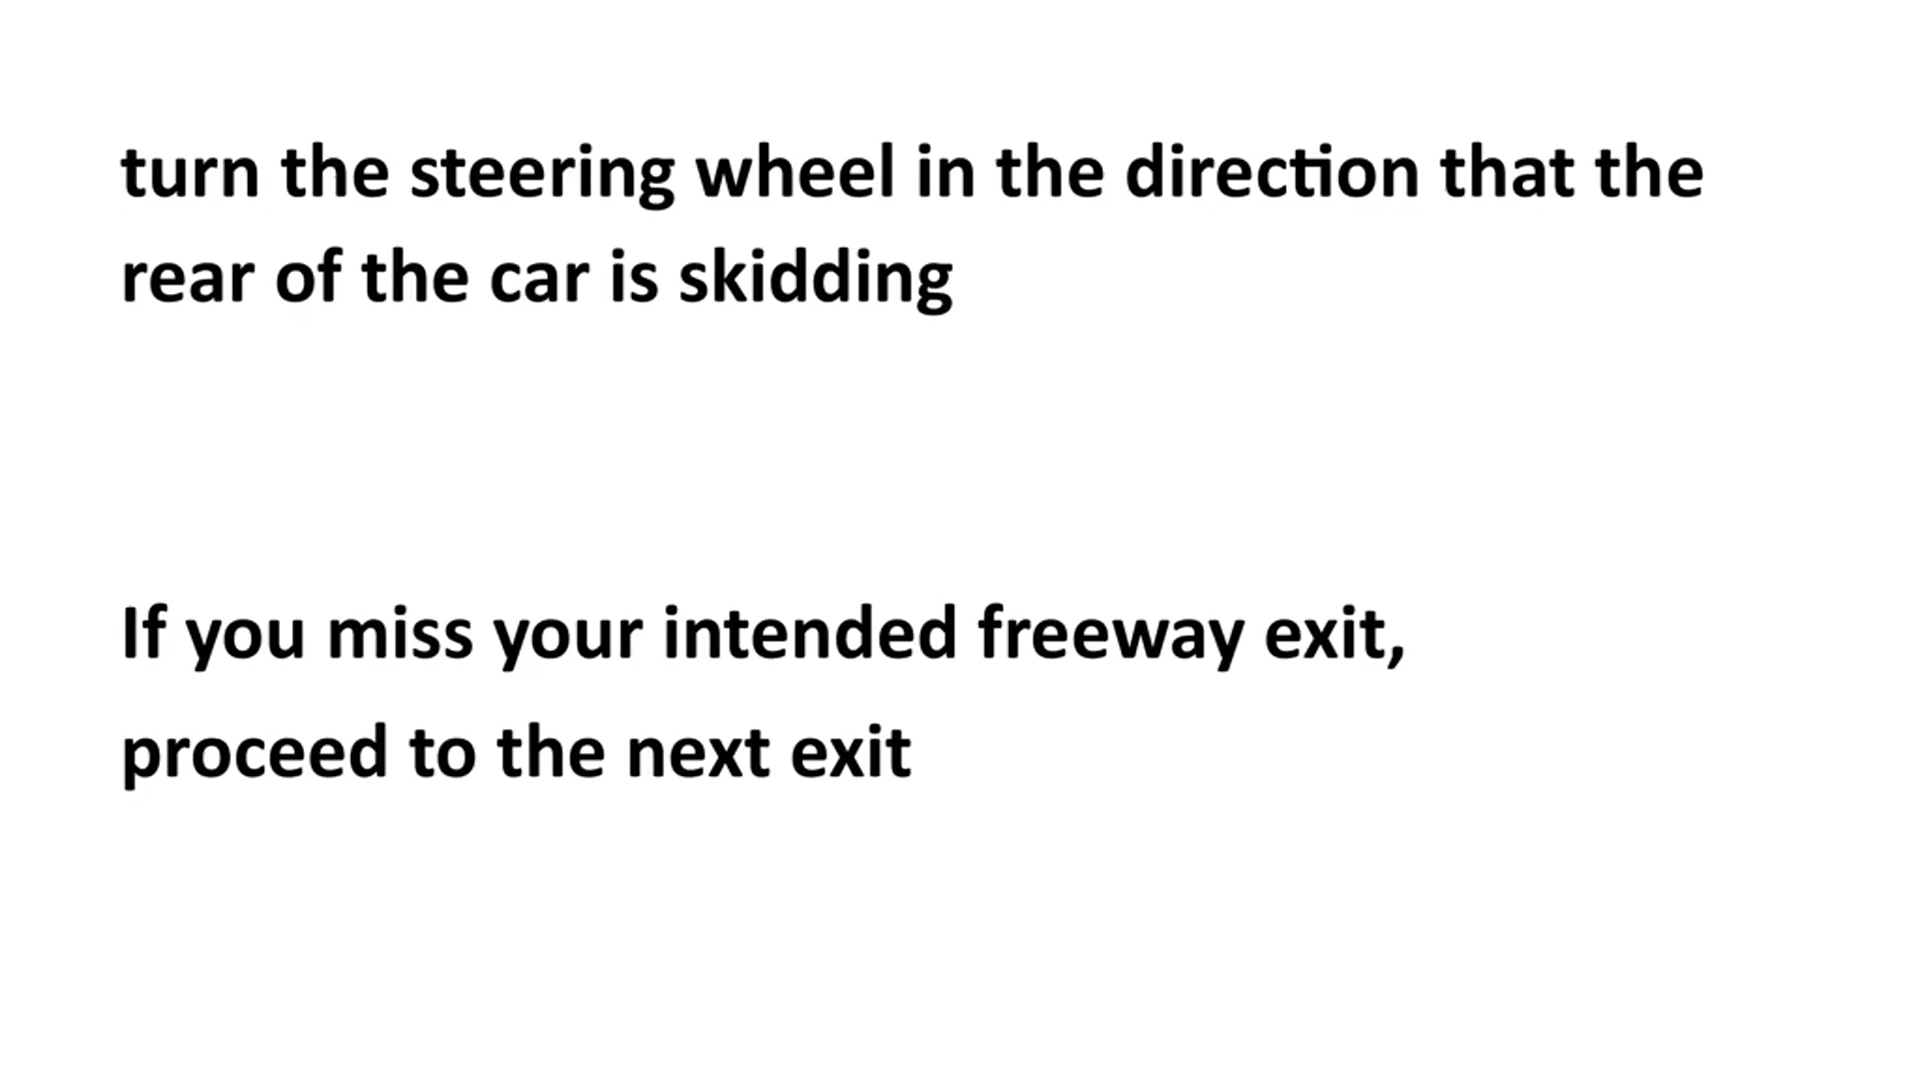 turn the steering wheel in the direction that the
rear of the car is skidding
If you miss your intended freeway exit,
proceed to the next exit